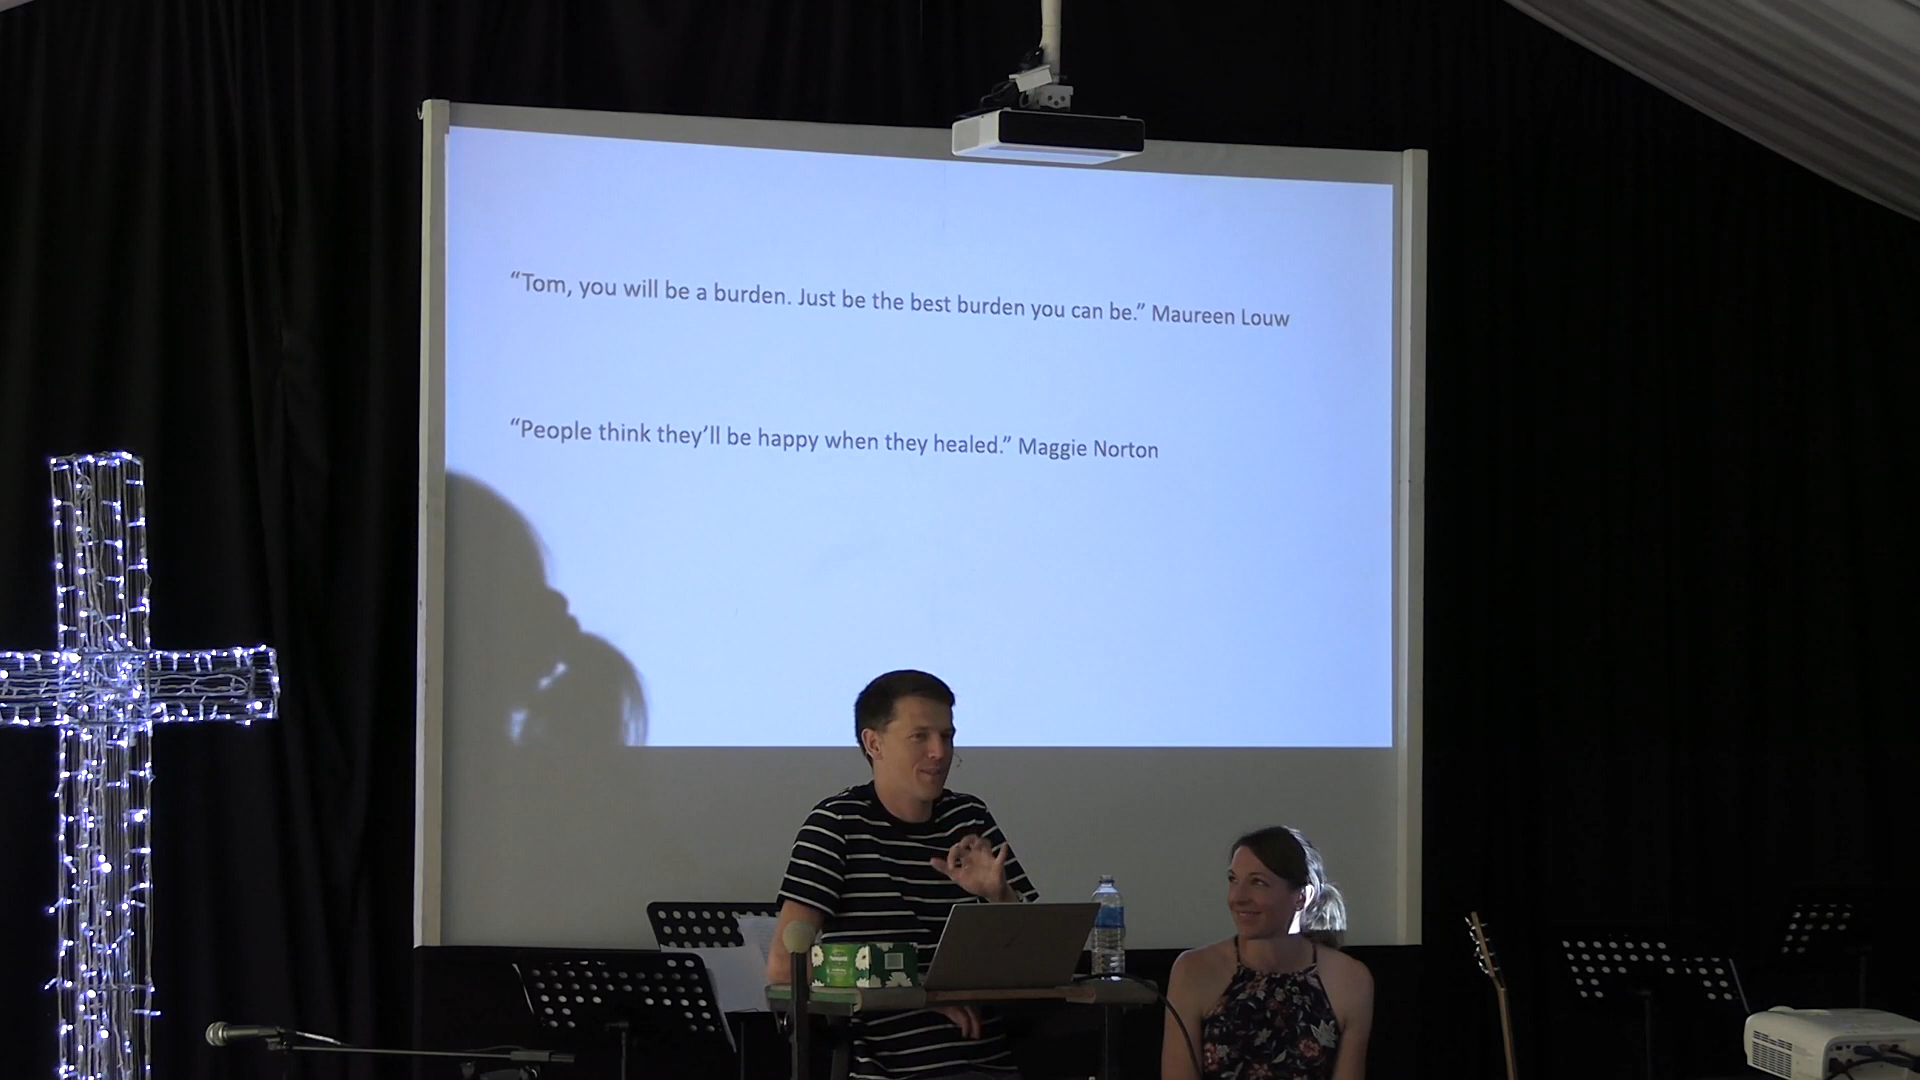 “Tom, you will be a burden. Just be the best burden you can be.” Maureen Louw
“People think they’ll be happy when they healed.” Maggie Norton